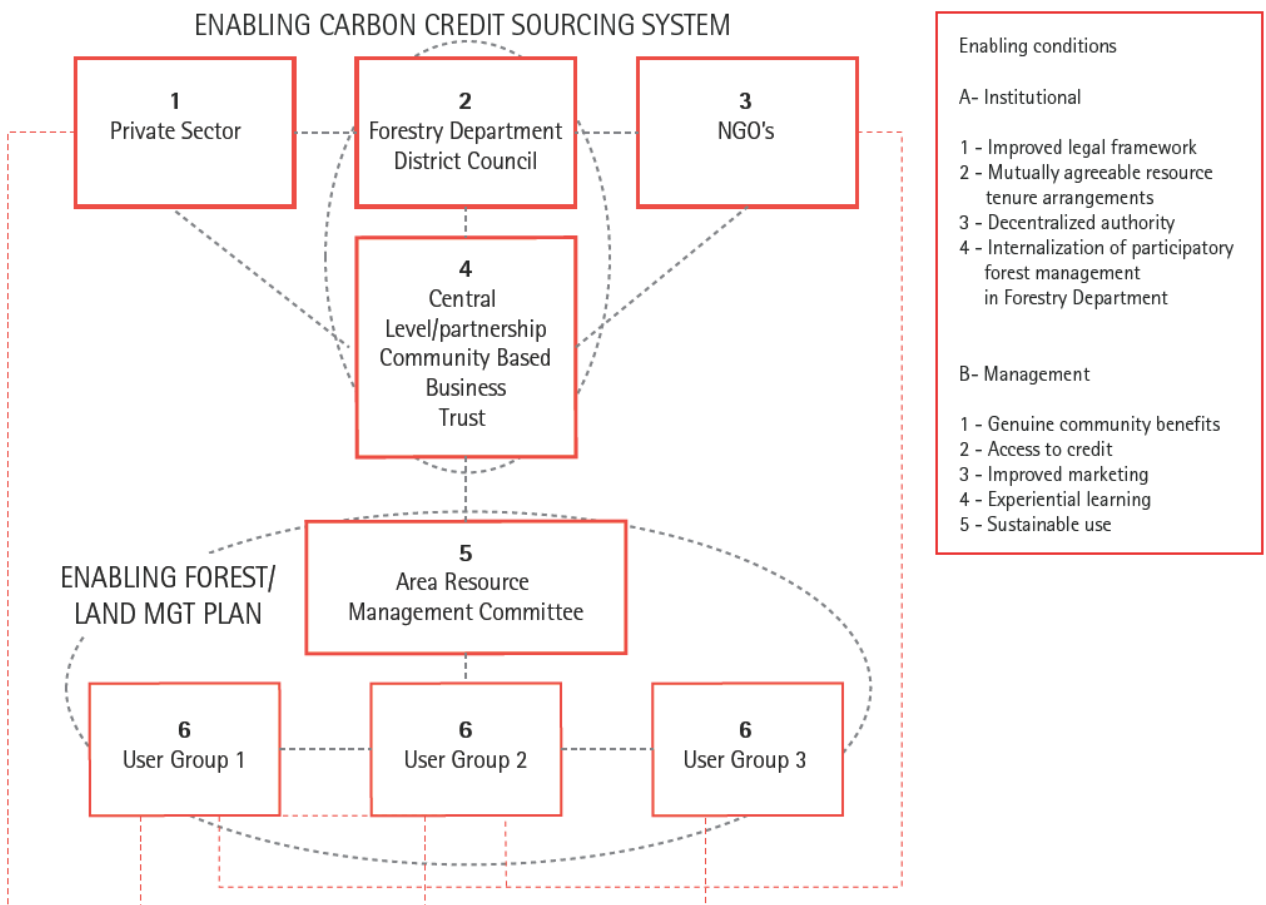 ENABLING CARBON CREDIT SOURCING SYSTEM
1
Private Sector
2
Forestry Department
District Council
3
NGO's
4
Central
Level/partnership
Community Based
Business
Trust
5
Area Resource
Management Committee
ENABLING FOREST/
LAND MGT PLAN
6
User Group 1
6
User Group 2
6
User Group 3
Enabling conditions
A- Institutional
1 - Improved legal framework
2 - Mutually agreeable resource
tenure arrangements
3 - Decentralized authority
4 - Internalization of participatory
forest management
in Forestry Department
B- Management
1 - Genuine community benefits
2 - Access to credit
3 - Improved marketing
4 - Experiential learning
5 - Sustainable use